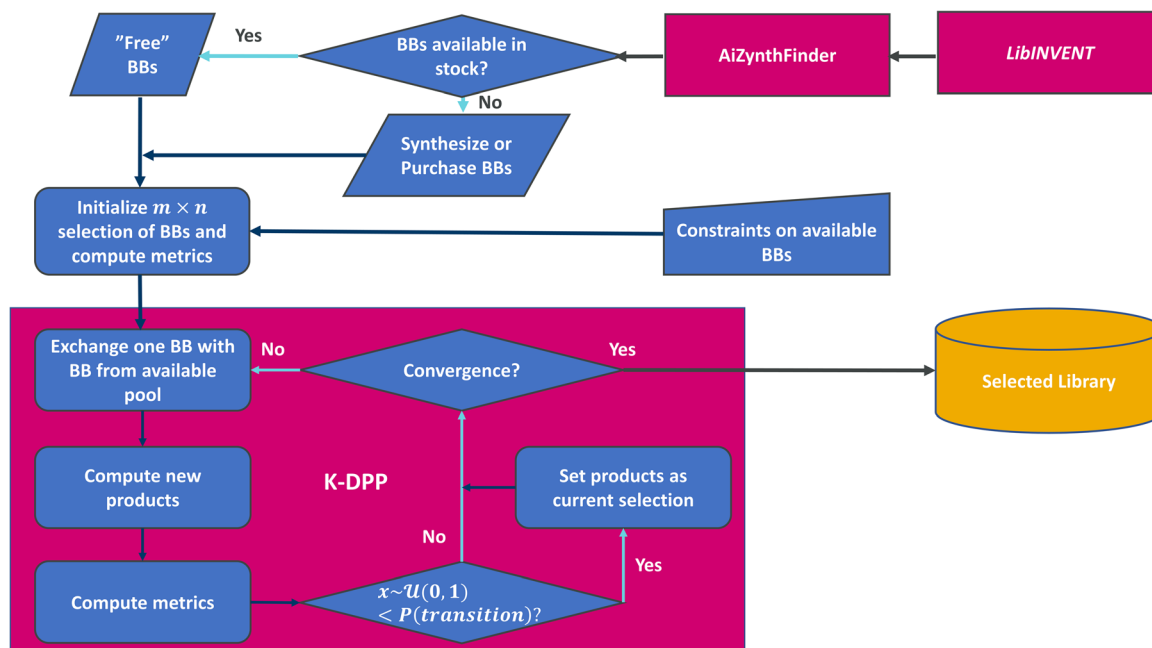 ”Free”
BBs
Yes
BBs available in
stock?
AiZynthFinder
LibINVENT
No
Synthesize or
Purchase BBs
Initialize m × n
selection of BBs and
compute metrics
Constraints on available
BBs
Exchange one BB with
BB from available
pool
No
Convergence?
Yes
Selected Library
Compute new
products
K-DPP
Set products as
current selection
No
Yes
Compute metrics
x~𝒰(0, 1)
< P(transition)?